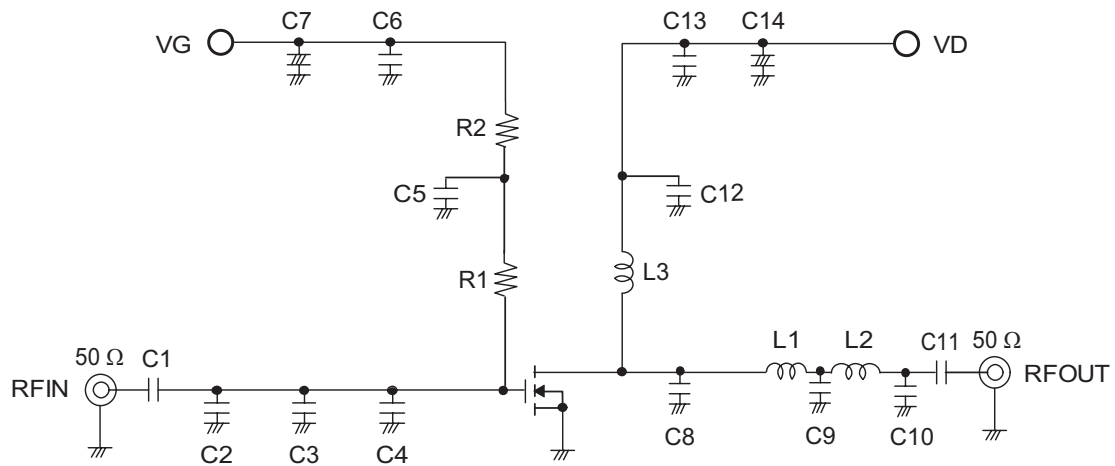 C7 C6 C13 C14
VG VD
R2
C5 C12
R1 L3
50 Ω C1 L1 L2 C11 50 Ω
RFIN RFOUT
C2 C3 C4 C8 C9 C10